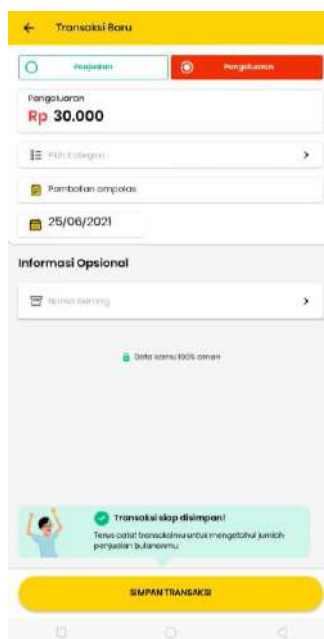 Transaksi Baru
Penjualan
Pengeluaran
Pengeluaran
Rp 30.000
Pilih Kategori
Pembelian ampelas
25/06/2021
Informasi Opsional
Nama Barang
Data kamu 100% aman
Transaksi siap disimpan!
Terus catat transaksimu untuk mengetahui jumlah
penjualan bulananmu
SIMPAN TRANSAKSI